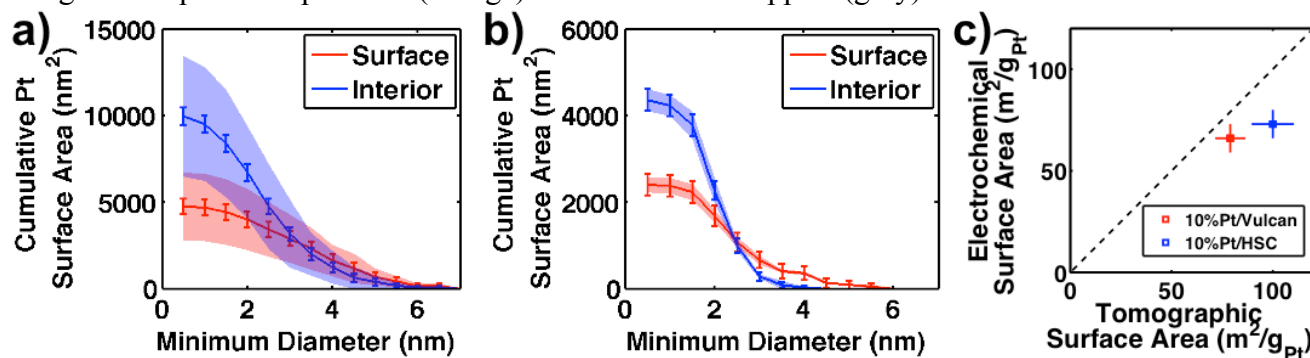 a)
Cumulative Pt
Surface Area (nm²)
15000
10000
5000
0
0 2 4 6
Minimum Diameter (nm)
Surface
Interior
b)
Cumulative Pt
Surface Area (nm²)
6000
4000
2000
0
0 2 4 6
Minimum Diameter (nm)
Surface
Interior
c)
Electrochemical
Surface Area (m²/gPt)
100
50
0
0 50 100
Tomographic
Surface Area (m²/gPt)
10%Pt/Vulcan
10%Pt/HSC